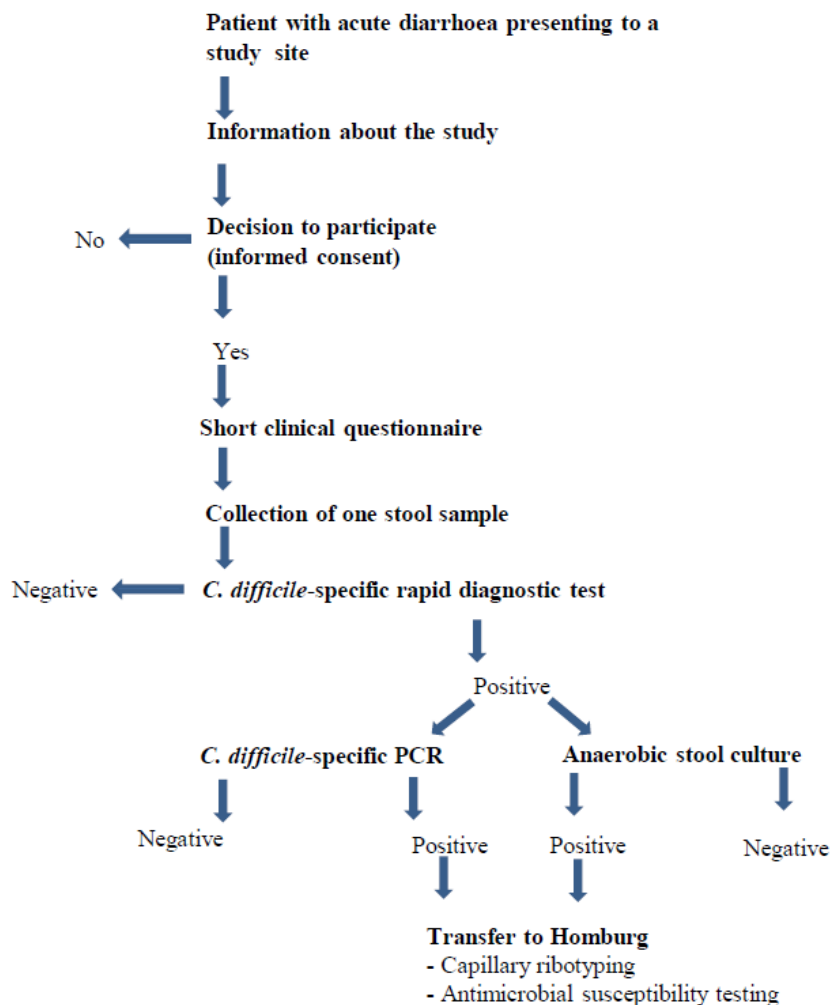 Patient with acute diarrhoea presenting to a
study site
Information about the study
Decision to participate
(informed consent)
No
Yes
Short clinical questionnaire
Collection of one stool sample
C. difficile-specific rapid diagnostic test
Negative
Positive
C. difficile-specific PCR
Anaerobic stool culture
Negative
Positive
Positive
Negative
Transfer to Homburg
- Capillary ribotyping
- Antimicrobial susceptibility testing